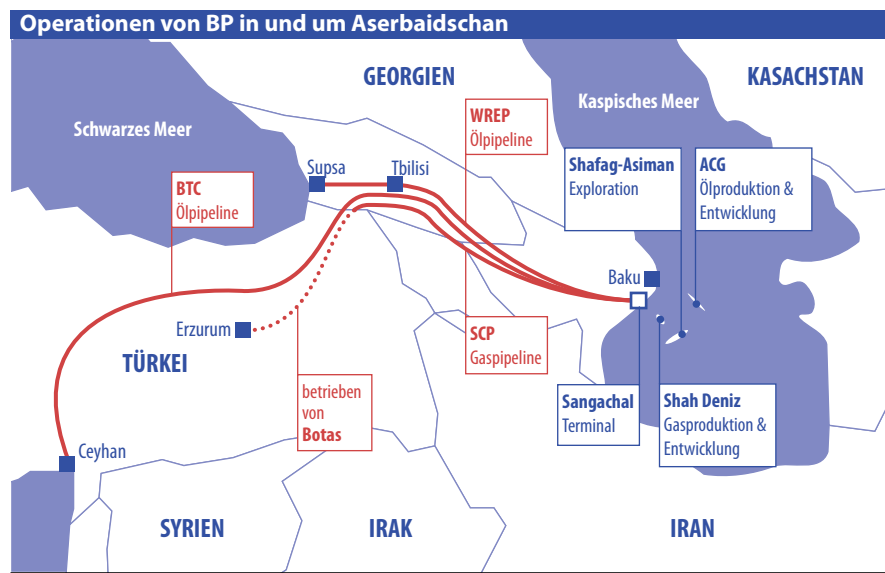 Operationen von BP in und um Aserbaidschan
GEORGIEN
KASACHSTAN
Schwarzes Meer
Kaspisches Meer
WREP
Ölpipeline
Supsa
Tbilisi
BTC
Ölpipeline
Shafag-Asiman
Exploration
ACG
Ölproduktion &
Entwicklung
Baku
Erzurum
TÜRKEI
SCP
Gaspipeline
betrieben
von
Botas
Sangachal
Terminal
Shah Deniz
Gasproduktion &
Entwicklung
Ceyhan
SYRIEN
IRAK
IRAN